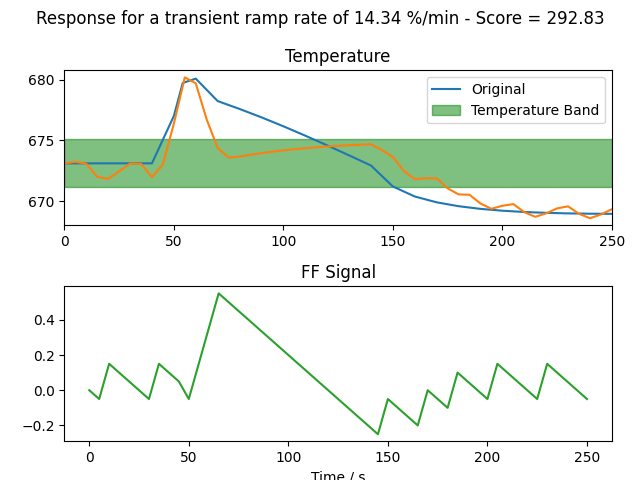 Response for a transient ramp rate of 14.34 %/min - Score = 292.83
Temperature
680
675
670
Original
Temperature Band
0 50 100 150 200 250
FF Signal
0.4
0.2
0.0
−0.2
0 50 100 150 200 250
Time / s